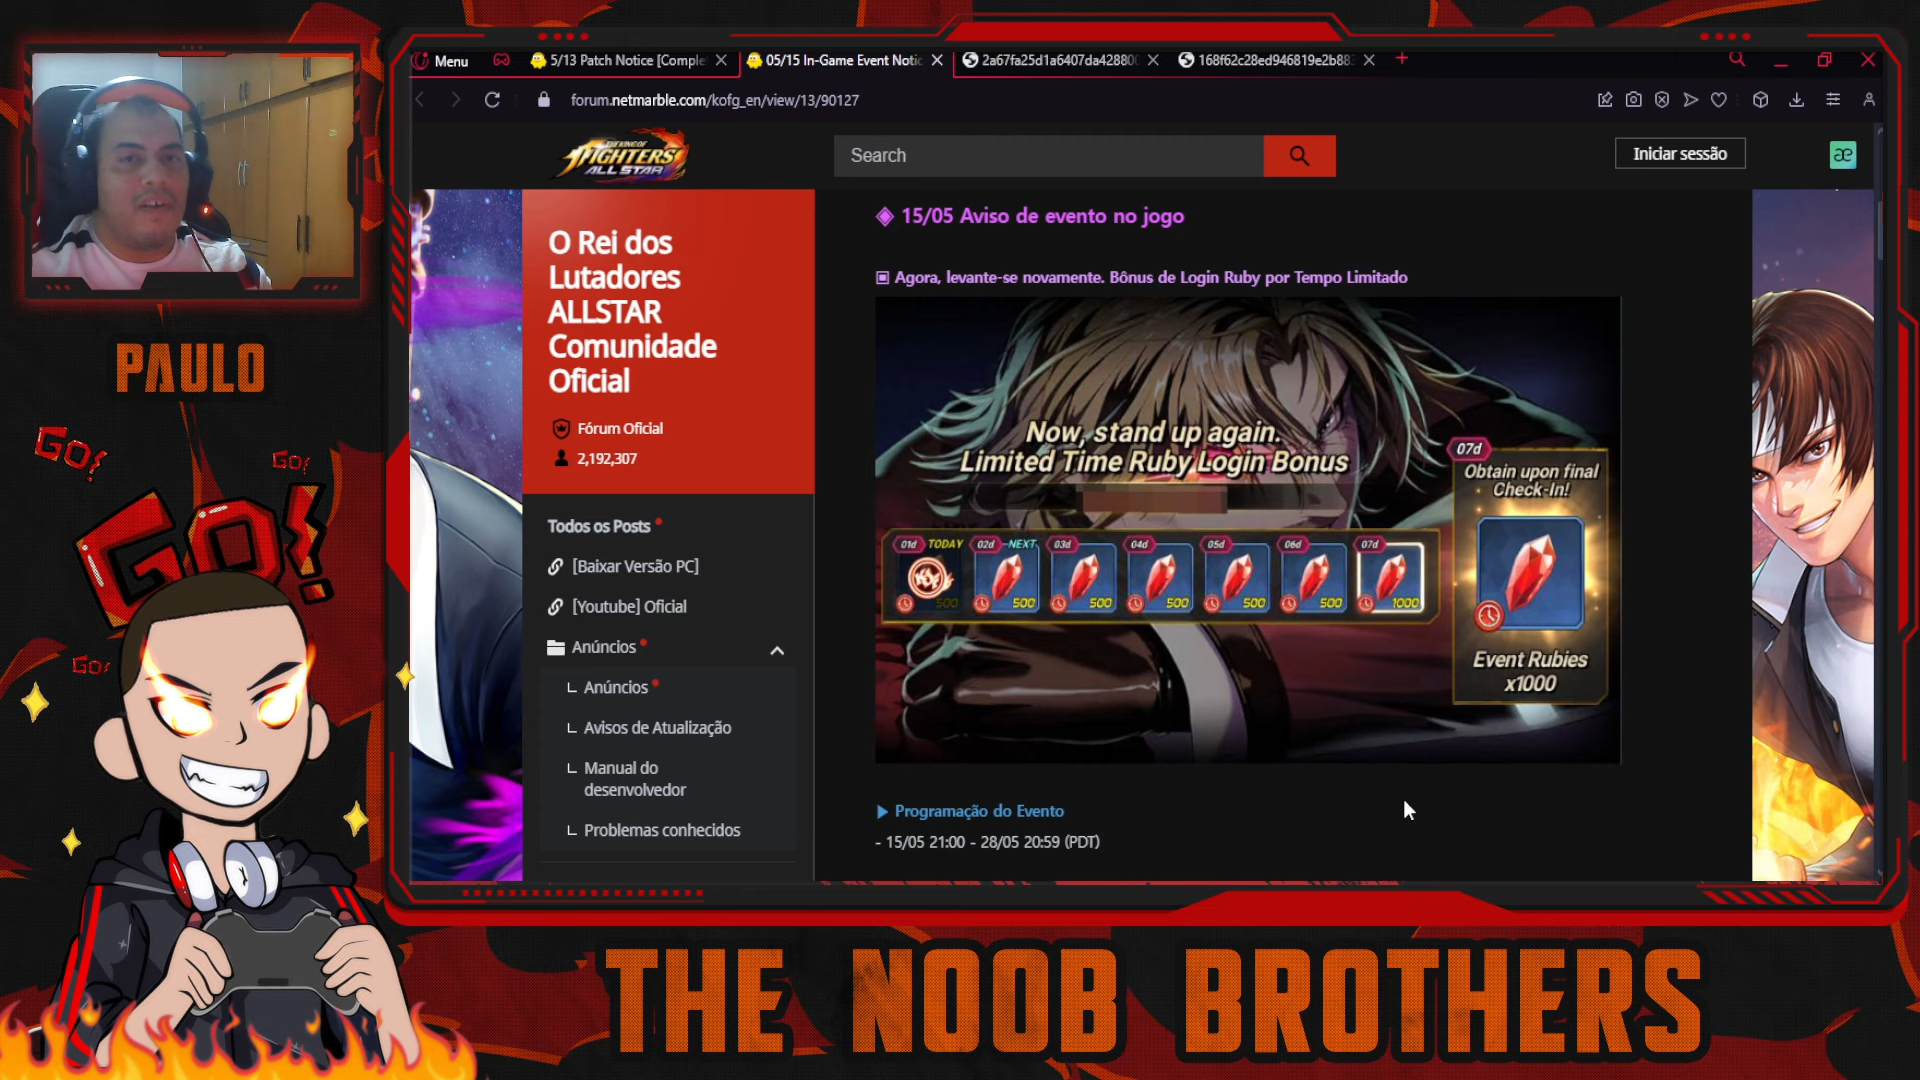 Menu
5/13 Patch Notice [Comple
05/15 In-Game Event Notic
2a67fa25d1a6407da42880
168f62c28ed946819e2b88
forum.netmarble.com/kofg_en/view/13/90127
THE KING OF
FIGHTERS
ALL STAR
Search
Iniciar sessão
æ
PAULO
GO!
GO!
GO!
GO!
O Rei dos
Lutadores
ALLSTAR
Comunidade
Oficial
Fórum Oficial
2,192,307
Todos os Posts
[Baixar Versão PC]
[Youtube] Oficial
Anúncios
Anúncios
Avisos de Atualização
Manual do
desenvolvedor
Problemas conhecidos
15/05 Aviso de evento no jogo
Agora, levante-se novamente. Bônus de Login Ruby por Tempo Limitado
Now, stand up again.
Limited Time Ruby Login Bonus
01d TODAY 02d NEXT 03d 04d 05d 06d 07d
500 500 500 500 500 500 1000
07d
Obtain upon final
Check-In!
Event Rubies
x1000
Programação do Evento
- 15/05 21:00 - 28/05 20:59 (PDT)
THE NOOB BROTHERS